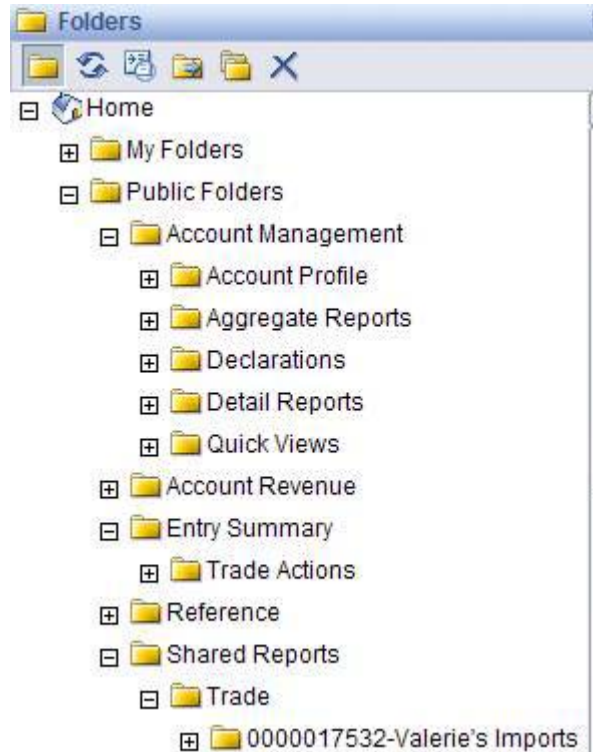 Folders
Home
My Folders
Public Folders
Account Management
Account Profile
Aggregate Reports
Declarations
Detail Reports
Quick Views
Account Revenue
Entry Summary
Trade Actions
Reference
Shared Reports
Trade
0000017532-Valerie's Imports